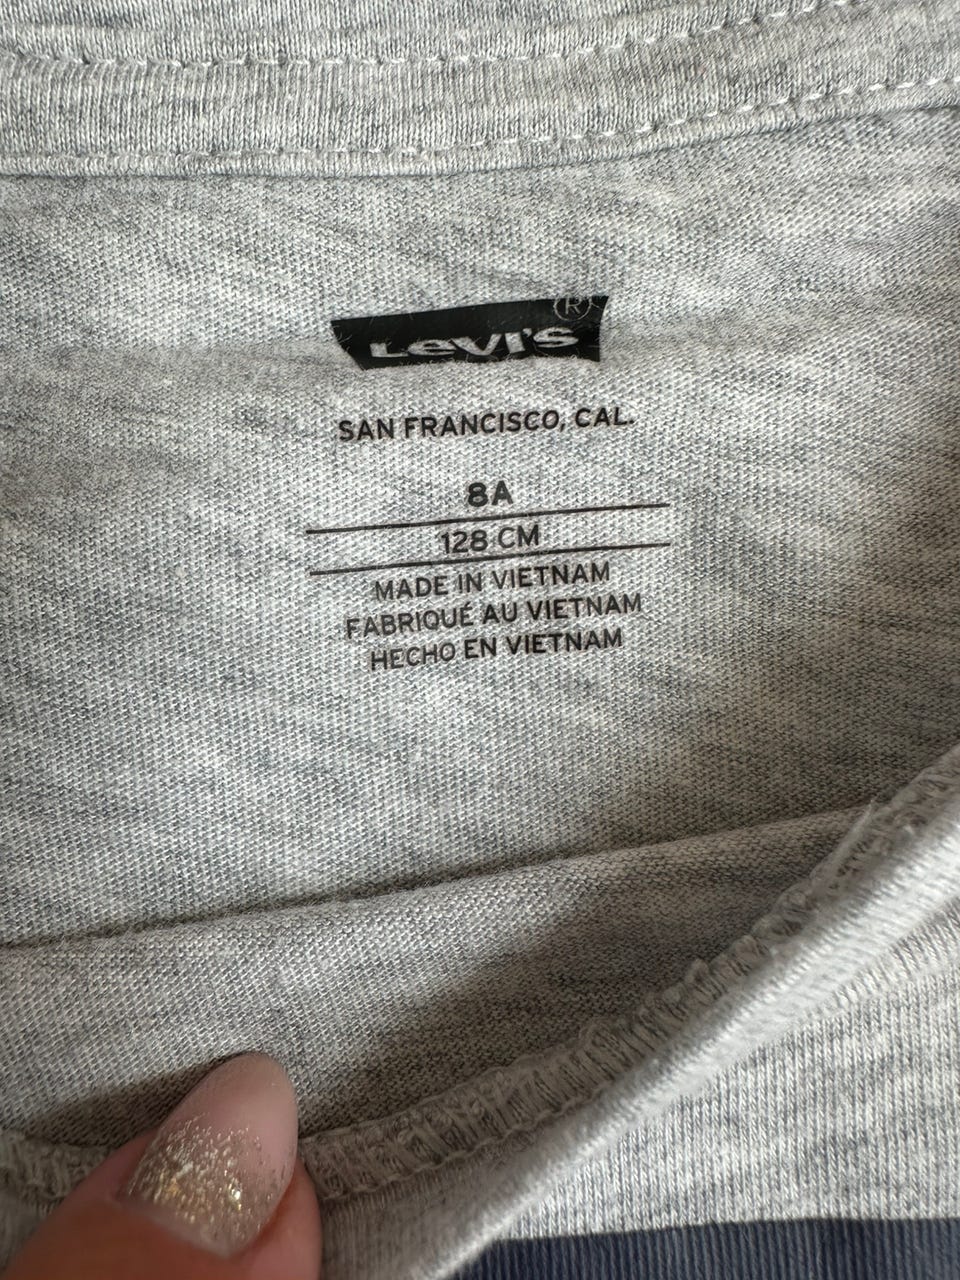 Levi's®
SAN FRANCISCO, CAL.
8A
128 CM
MADE IN VIETNAM
FABRIQUÉ AU VIETNAM
HECHO EN VIETNAM